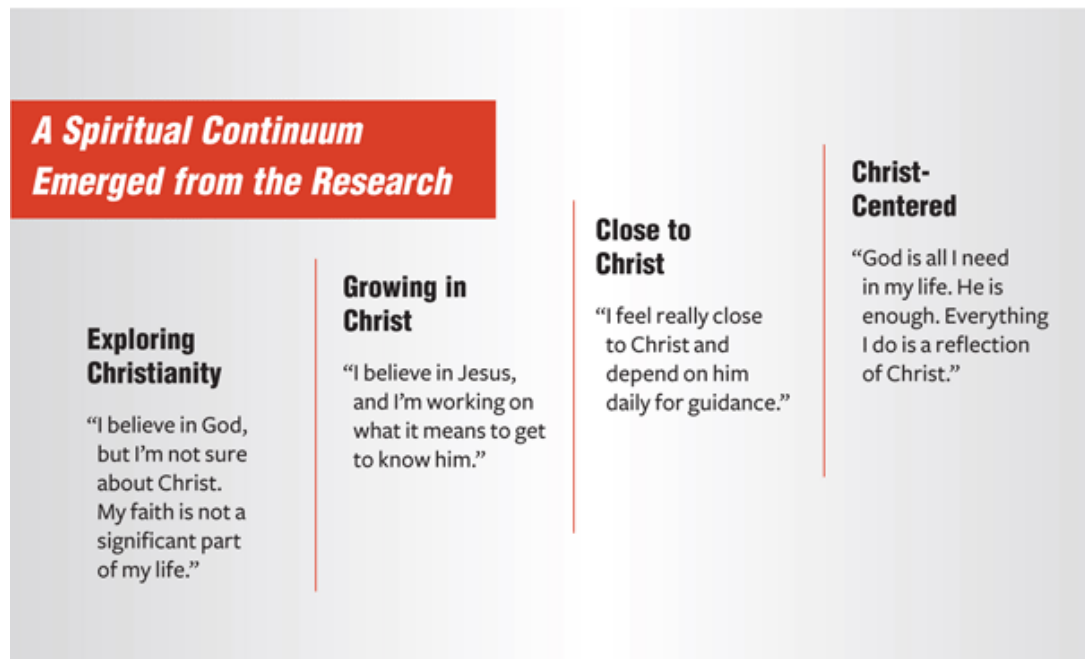 A Spiritual Continuum
Emerged from the Research
Exploring
Christianity
“I believe in God,
but I’m not sure
about Christ.
My faith is not a
significant part
of my life.”
Growing in
Christ
“I believe in Jesus,
and I’m working on
what it means to get
to know him.”
Close to
Christ
“I feel really close
to Christ and
depend on him
daily for guidance.”
Christ-
Centered
“God is all I need
in my life. He is
enough. Everything
I do is a reflection
of Christ.”